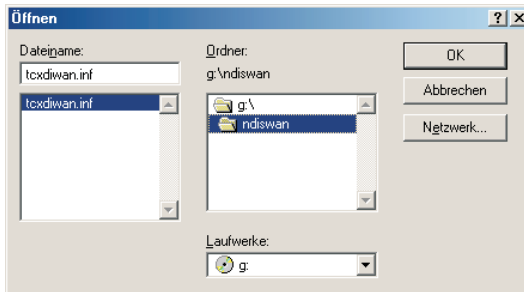 Öffnen
Dateiname:
tcxdiwan.inf
tcxdiwan.inf
Ordner:
g:\ndiswan
g:\
ndiswan
Laufwerke:
g:
OK
Abbrechen
Netzwerk...